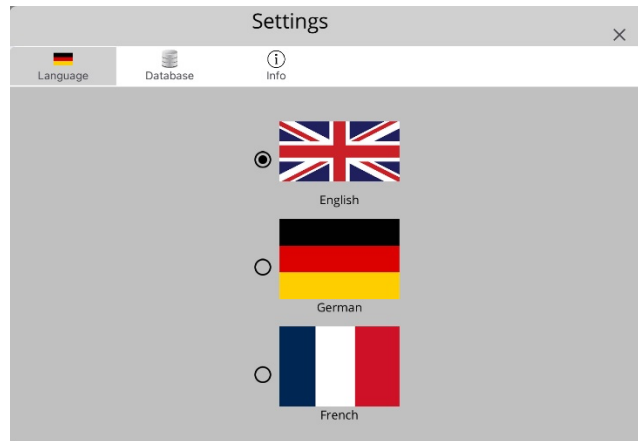 Settings
Language Database Info
English
German
French